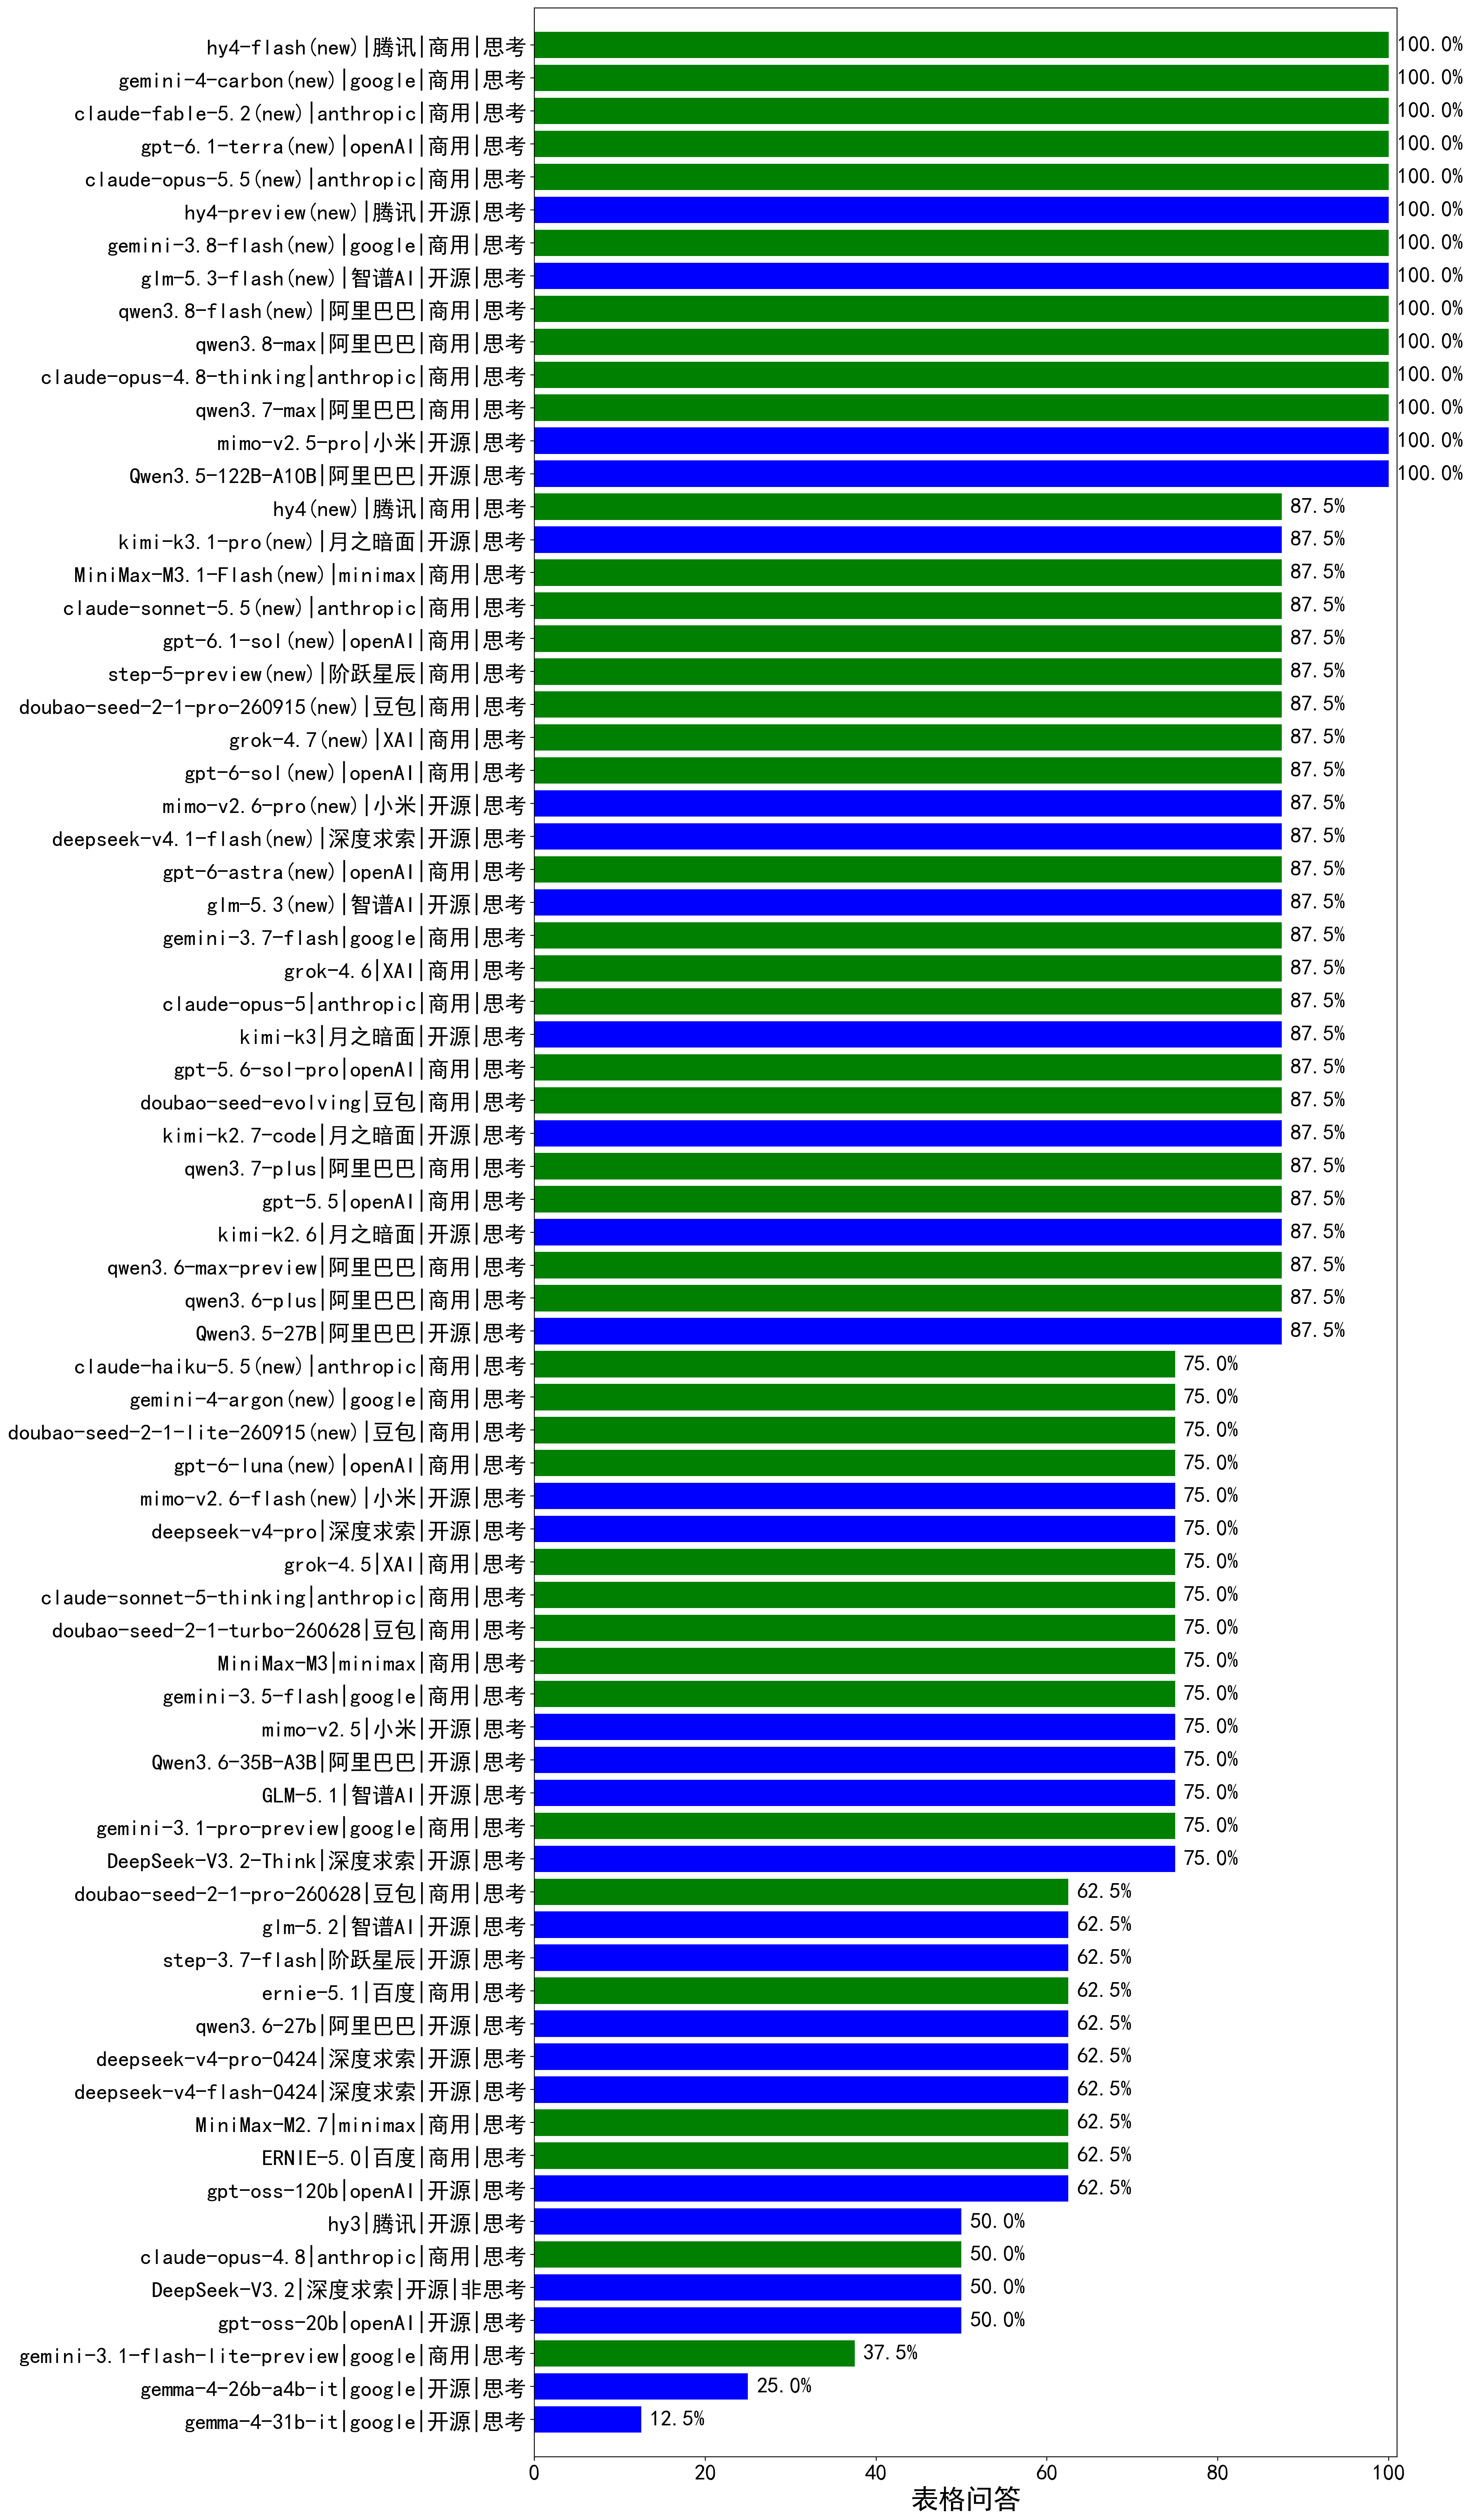 hy4-flash(new)|腾讯|商用|思考 100.0%
gemini-4-carbon(new)|google|商用|思考 100.0%
claude-fable-5.2(new)|anthropic|商用|思考 100.0%
gpt-6.1-terra(new)|openAI|商用|思考 100.0%
claude-opus-5.5(new)|anthropic|商用|思考 100.0%
hy4-preview(new)|腾讯|开源|思考 100.0%
gemini-3.8-flash(new)|google|商用|思考 100.0%
glm-5.3-flash(new)|智谱AI|开源|思考 100.0%
qwen3.8-flash(new)|阿里巴巴|商用|思考 100.0%
qwen3.8-max|阿里巴巴|商用|思考 100.0%
claude-opus-4.8-thinking|anthropic|商用|思考 100.0%
qwen3.7-max|阿里巴巴|商用|思考 100.0%
mimo-v2.5-pro|小米|开源|思考 100.0%
Qwen3.5-122B-A10B|阿里巴巴|开源|思考 100.0%
hy4(new)|腾讯|商用|思考 87.5%
kimi-k3.1-pro(new)|月之暗面|开源|思考 87.5%
MiniMax-M3.1-Flash(new)|minimax|商用|思考 87.5%
claude-sonnet-5.5(new)|anthropic|商用|思考 87.5%
gpt-6.1-sol(new)|openAI|商用|思考 87.5%
step-5-preview(new)|阶跃星辰|商用|思考 87.5%
doubao-seed-2-1-pro-260915(new)|豆包|商用|思考 87.5%
grok-4.7(new)|XAI|商用|思考 87.5%
gpt-6-sol(new)|openAI|商用|思考 87.5%
mimo-v2.6-pro(new)|小米|开源|思考 87.5%
deepseek-v4.1-flash(new)|深度求索|开源|思考 87.5%
gpt-6-astra(new)|openAI|商用|思考 87.5%
glm-5.3(new)|智谱AI|开源|思考 87.5%
gemini-3.7-flash|google|商用|思考 87.5%
grok-4.6|XAI|商用|思考 87.5%
claude-opus-5|anthropic|商用|思考 87.5%
kimi-k3|月之暗面|开源|思考 87.5%
gpt-5.6-sol-pro|openAI|商用|思考 87.5%
doubao-seed-evolving|豆包|商用|思考 87.5%
kimi-k2.7-code|月之暗面|开源|思考 87.5%
qwen3.7-plus|阿里巴巴|商用|思考 87.5%
gpt-5.5|openAI|商用|思考 87.5%
kimi-k2.6|月之暗面|开源|思考 87.5%
qwen3.6-max-preview|阿里巴巴|商用|思考 87.5%
qwen3.6-plus|阿里巴巴|商用|思考 87.5%
Qwen3.5-27B|阿里巴巴|开源|思考 87.5%
claude-haiku-5.5(new)|anthropic|商用|思考 75.0%
gemini-4-argon(new)|google|商用|思考 75.0%
doubao-seed-2-1-lite-260915(new)|豆包|商用|思考 75.0%
gpt-6-luna(new)|openAI|商用|思考 75.0%
mimo-v2.6-flash(new)|小米|开源|思考 75.0%
deepseek-v4-pro|深度求索|开源|思考 75.0%
grok-4.5|XAI|商用|思考 75.0%
claude-sonnet-5-thinking|anthropic|商用|思考 75.0%
doubao-seed-2-1-turbo-260628|豆包|商用|思考 75.0%
MiniMax-M3|minimax|商用|思考 75.0%
gemini-3.5-flash|google|商用|思考 75.0%
mimo-v2.5|小米|开源|思考 75.0%
Qwen3.6-35B-A3B|阿里巴巴|开源|思考 75.0%
GLM-5.1|智谱AI|开源|思考 75.0%
gemini-3.1-pro-preview|google|商用|思考 75.0%
DeepSeek-V3.2-Think|深度求索|开源|思考 75.0%
doubao-seed-2-1-pro-260628|豆包|商用|思考 62.5%
glm-5.2|智谱AI|开源|思考 62.5%
step-3.7-flash|阶跃星辰|开源|思考 62.5%
ernie-5.1|百度|商用|思考 62.5%
qwen3.6-27b|阿里巴巴|开源|思考 62.5%
deepseek-v4-pro-0424|深度求索|开源|思考 62.5%
deepseek-v4-flash-0424|深度求索|开源|思考 62.5%
MiniMax-M2.7|minimax|商用|思考 62.5%
ERNIE-5.0|百度|商用|思考 62.5%
gpt-oss-120b|openAI|开源|思考 62.5%
hy3|腾讯|开源|思考 50.0%
claude-opus-4.8|anthropic|商用|思考 50.0%
DeepSeek-V3.2|深度求索|开源|非思考 50.0%
gpt-oss-20b|openAI|开源|思考 50.0%
gemini-3.1-flash-lite-preview|google|商用|思考 37.5%
gemma-4-26b-a4b-it|google|开源|思考 25.0%
gemma-4-31b-it|google|开源|思考 12.5%
0 20 40 60 80 100
表格问答